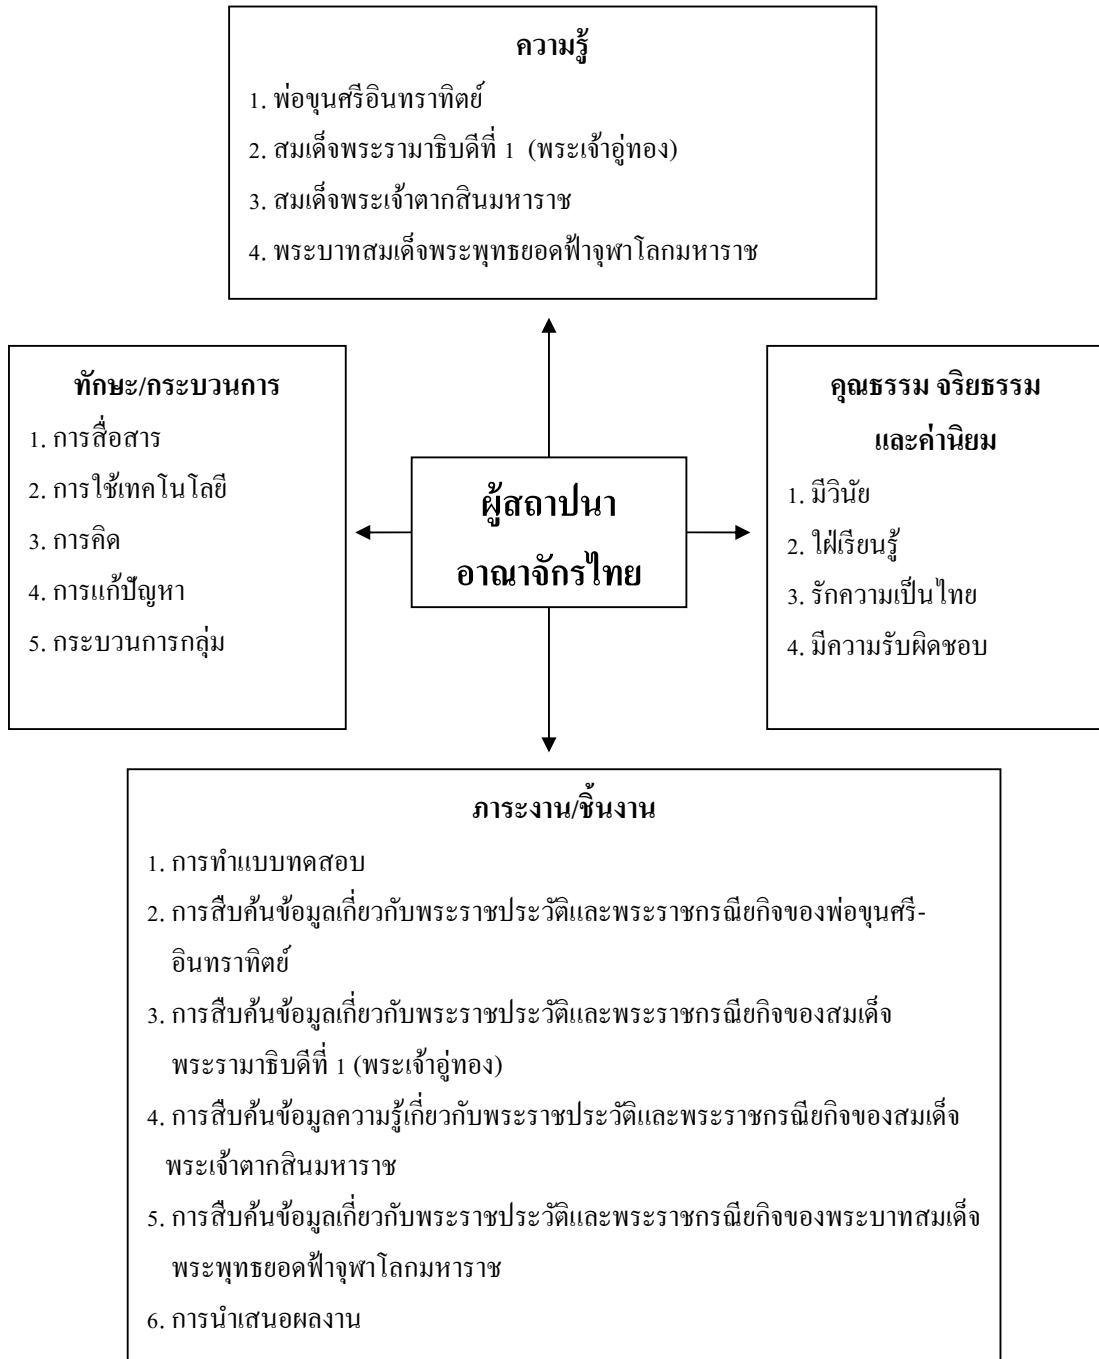 ความรู้
1. พ่อขุนศรีอินทราทิตย์
2. สมเด็จพระรามาธิบดีที่ 1 (พระเจ้าอู่ทอง)
3. สมเด็จพระเจ้าตากสินมหาราช
4. พระบาทสมเด็จพระพุทธยอดฟ้าจุฬาโลกมหาราช
ทักษะ/กระบวนการ
1. การสื่อสาร
2. การใช้เทคโนโลยี
3. การคิด
4. การแก้ปัญหา
5. กระบวนการกลุ่ม
ผู้สถาปนา
อาณาจักรไทย
คุณธรรม จริยธรรม
และค่านิยม
1. มีวินัย
2. ใฝ่เรียนรู้
3. รักความเป็นไทย
4. มีความรับผิดชอบ
ภาระงาน/ชิ้นงาน
1. การทำแบบทดสอบ
2. การสืบค้นข้อมูลเกี่ยวกับพระราชประวัติและพระราชกรณียกิจของพ่อขุนศรี-
อินทราทิตย์
3. การสืบค้นข้อมูลเกี่ยวกับพระราชประวัติและพระราชกรณียกิจของสมเด็จ
พระรามาธิบดีที่ 1 (พระเจ้าอู่ทอง)
4. การสืบค้นข้อมูลความรู้เกี่ยวกับพระราชประวัติและพระราชกรณียกิจของสมเด็จ
พระเจ้าตากสินมหาราช
5. การสืบค้นข้อมูลเกี่ยวกับพระราชประวัติและพระราชกรณียกิจของพระบาทสมเด็จ
พระพุทธยอดฟ้าจุฬาโลกมหาราช
6. การนำเสนอผลงาน